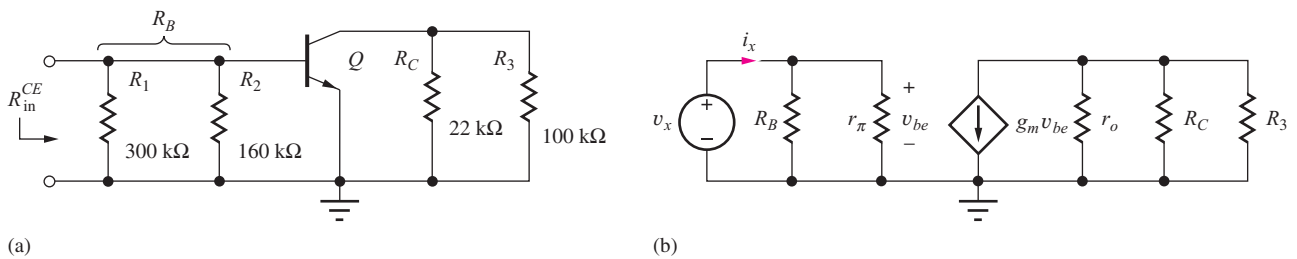 R_B
R_1
R_2
Q
R_C
R_3
R_in^CE
300 kΩ
160 kΩ
22 kΩ
100 kΩ
(a)
i_x
v_x
+
−
R_B
r_π
+
v_be
−
g_m v_be
r_o
R_C
R_3
(b)